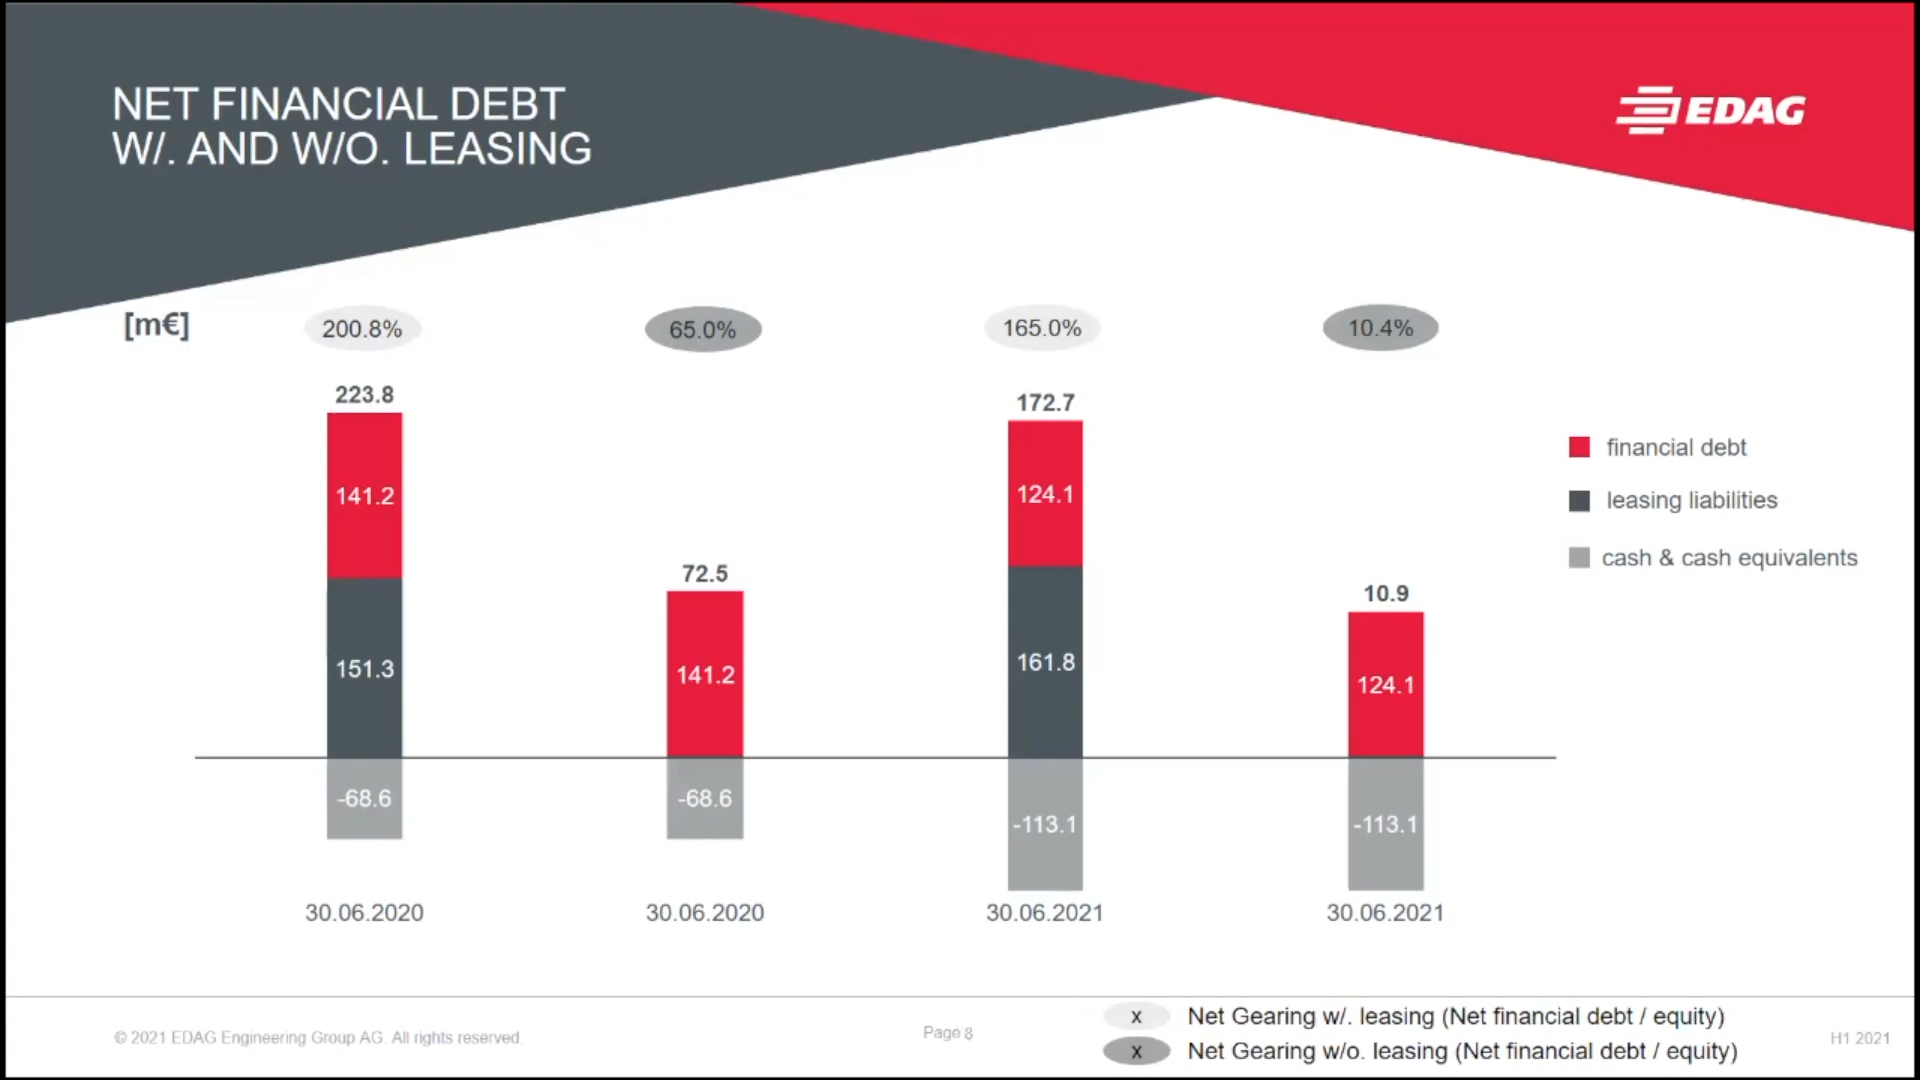 NET FINANCIAL DEBT
W/. AND W/O. LEASING
EDAG
[m€]
200.8%
65.0%
165.0%
10.4%
223.8
172.7
141.2
124.1
72.5
10.9
151.3
141.2
161.8
124.1
-68.6
-68.6
-113.1
-113.1
30.06.2020
30.06.2020
30.06.2021
30.06.2021
financial debt
leasing liabilities
cash & cash equivalents
© 2021 EDAG Engineering Group AG. All rights reserved.
Page 8
x Net Gearing w/. leasing (Net financial debt / equity)
x Net Gearing w/o. leasing (Net financial debt / equity)
H1 2021